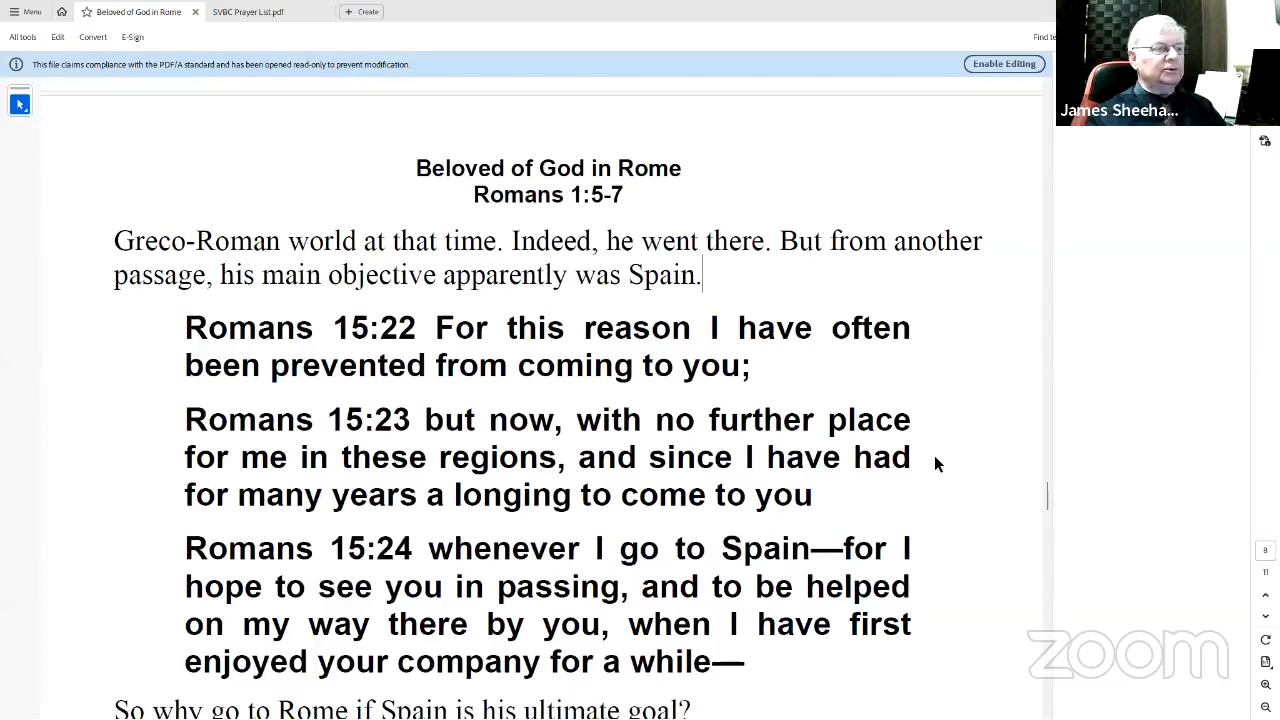 Menu
Beloved of God in Rome
SVBC Prayer List.pdf
Create
All tools
Edit
Convert
E-Sign
Find te
This file claims compliance with the PDF/A standard and has been opened read-only to prevent modification.
Enable Editing
James Sheeha...
Beloved of God in Rome
Romans 1:5-7
Greco-Roman world at that time. Indeed, he went there. But from another
passage, his main objective apparently was Spain.
Romans 15:22 For this reason I have often
been prevented from coming to you;
Romans 15:23 but now, with no further place
for me in these regions, and since I have had
for many years a longing to come to you
Romans 15:24 whenever I go to Spain—for I
hope to see you in passing, and to be helped
on my way there by you, when I have first
enjoyed your company for a while—
So why go to Rome if Spain is his ultimate goal?
8
11
zoom